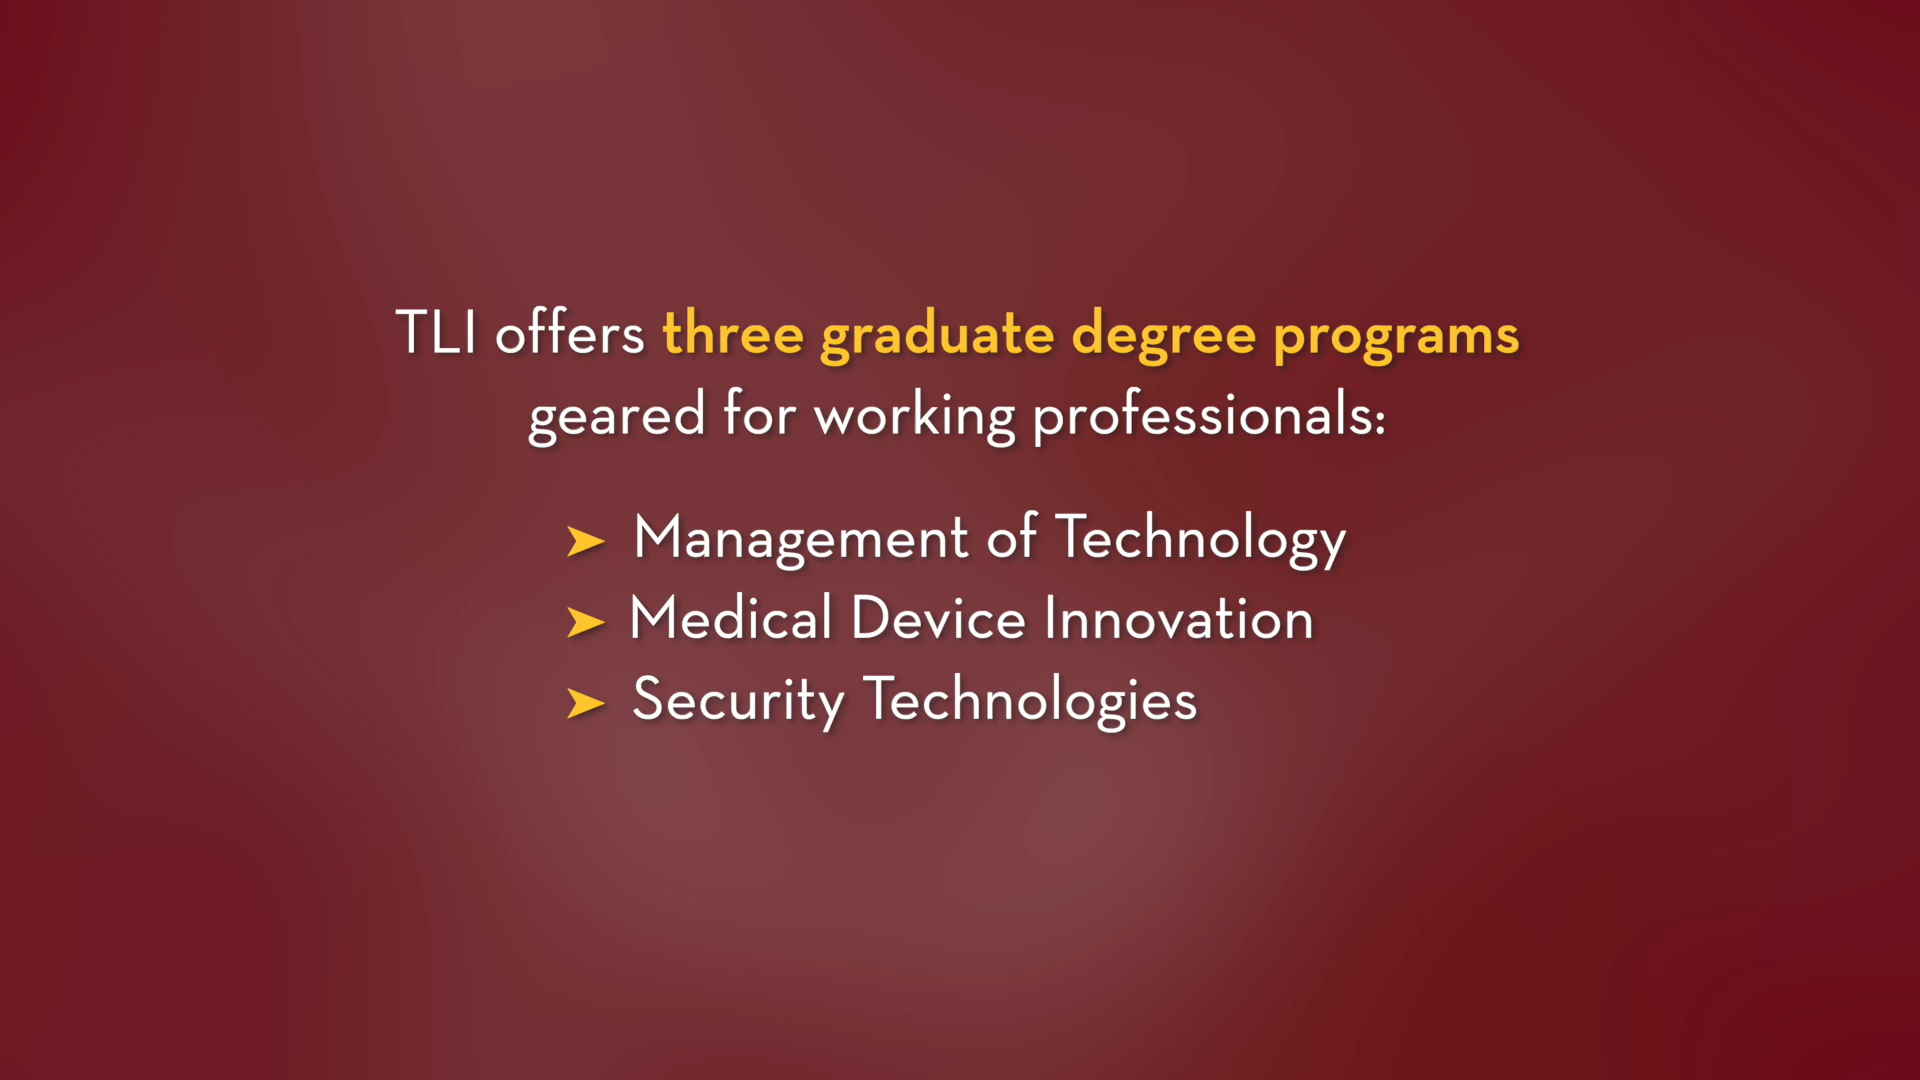 TLI offers three graduate degree programs
geared for working professionals:
➤ Management of Technology
➤ Medical Device Innovation
➤ Security Technologies